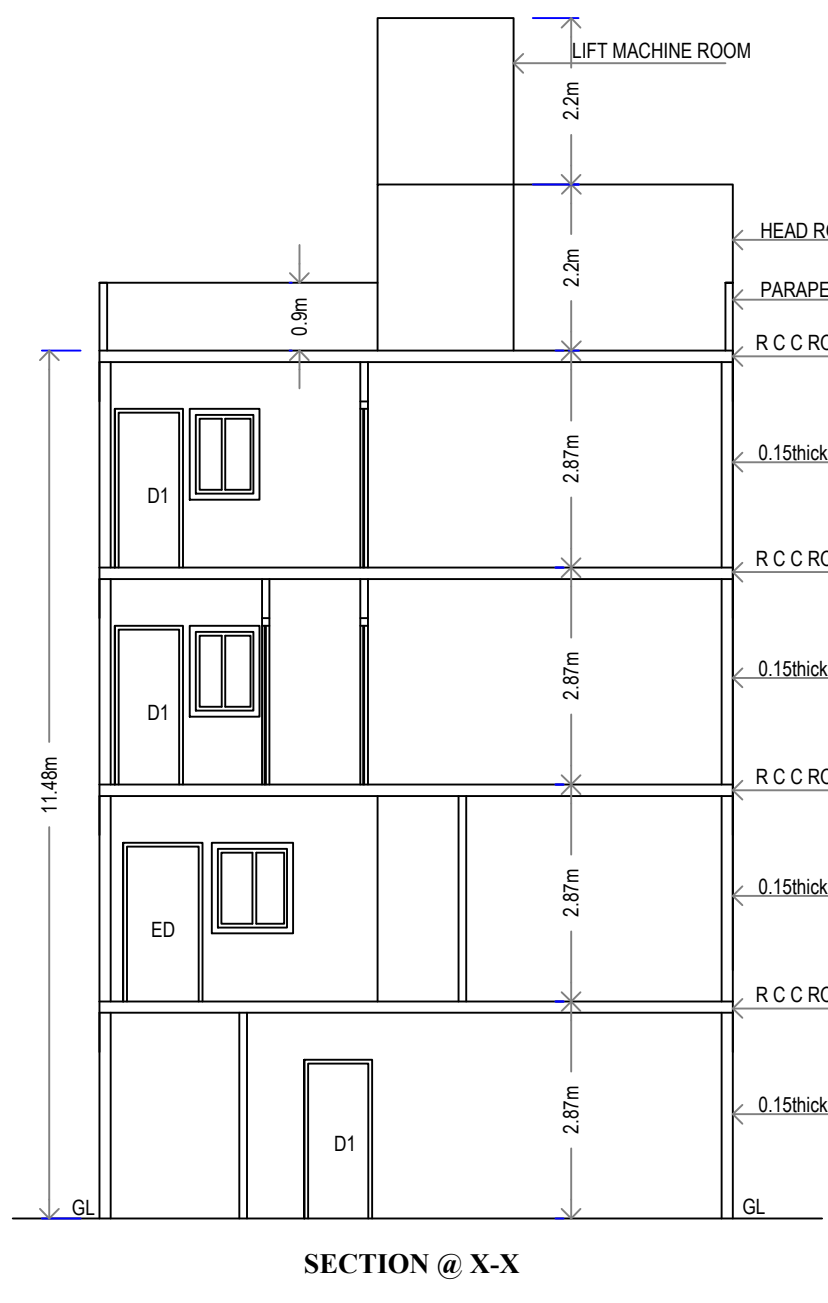 LIFT MACHINE ROOM
2.2m
HEAD RO
2.2m
PARAPE
0.9m
R C C RO
0.15thick
2.87m
D1
R C C RO
0.15thick
2.87m
D1
11.48m
R C C RO
0.15thick
2.87m
ED
R C C RO
0.15thick
2.87m
D1
GL
GL
SECTION @ X-X